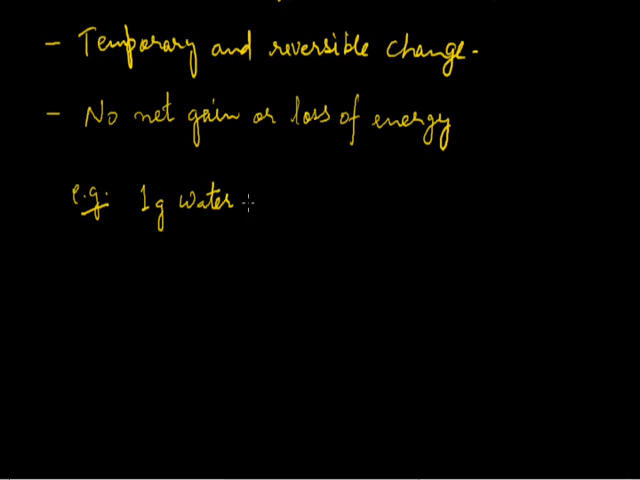 - Temporary and reversible change.
- No net gain or loss of energy
e.g. 1g water